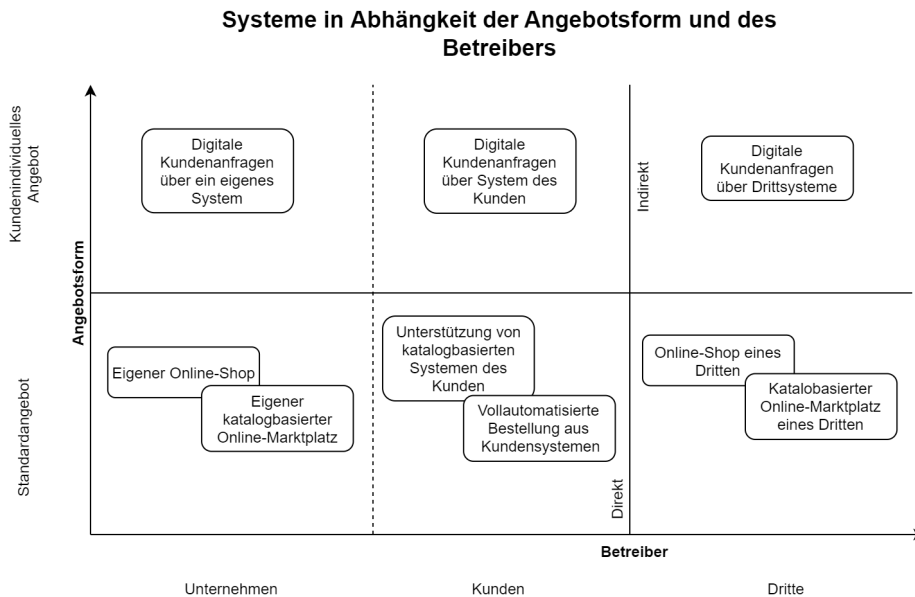 Systeme in Abhängkeit der Angebotsform und des
Betreibers
Kundenindividuelles
Angebot
Digitale
Kundenanfragen
über ein eigenes
System
Digitale
Kundenanfragen
über System des
Kunden
Indirekt
Digitale
Kundenanfragen
über Drittsysteme
Angebotsform
Standardangebot
Eigener Online-Shop
Eigener
katalogbasierter
Online-Marktplatz
Unterstützung von
katalogbasierten
Systemen des
Kunden
Vollautomatisierte
Bestellung aus
Kundensystemen
Direkt
Online-Shop eines
Dritten
Katalobasierter
Online-Marktplatz
eines Dritten
Betreiber
Unternehmen
Kunden
Dritte